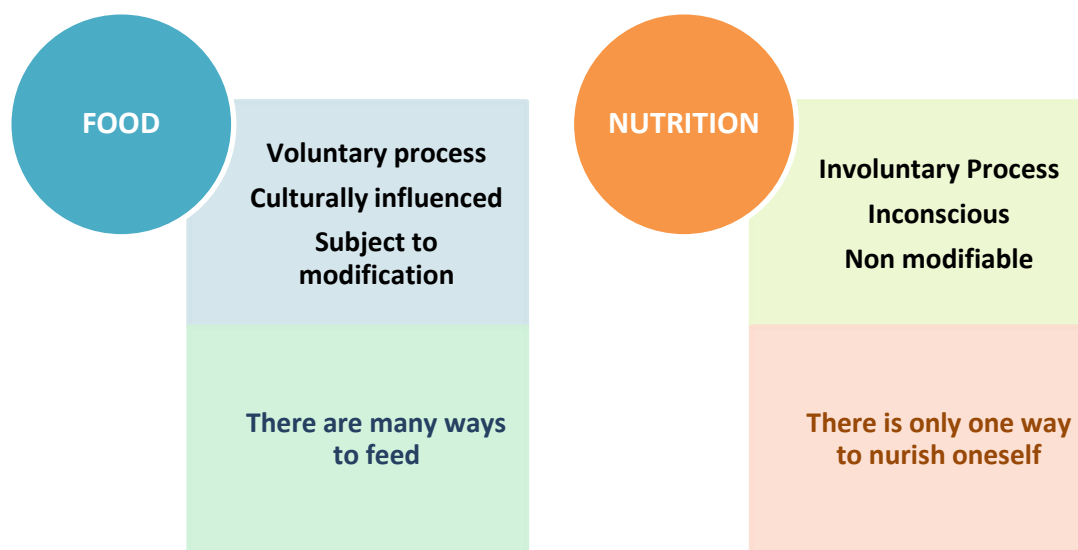 FOOD
Voluntary process
Culturally influenced
Subject to
modification
There are many ways
to feed
NUTRITION
Involuntary Process
Inconscious
Non modifiable
There is only one way
to nurish oneself